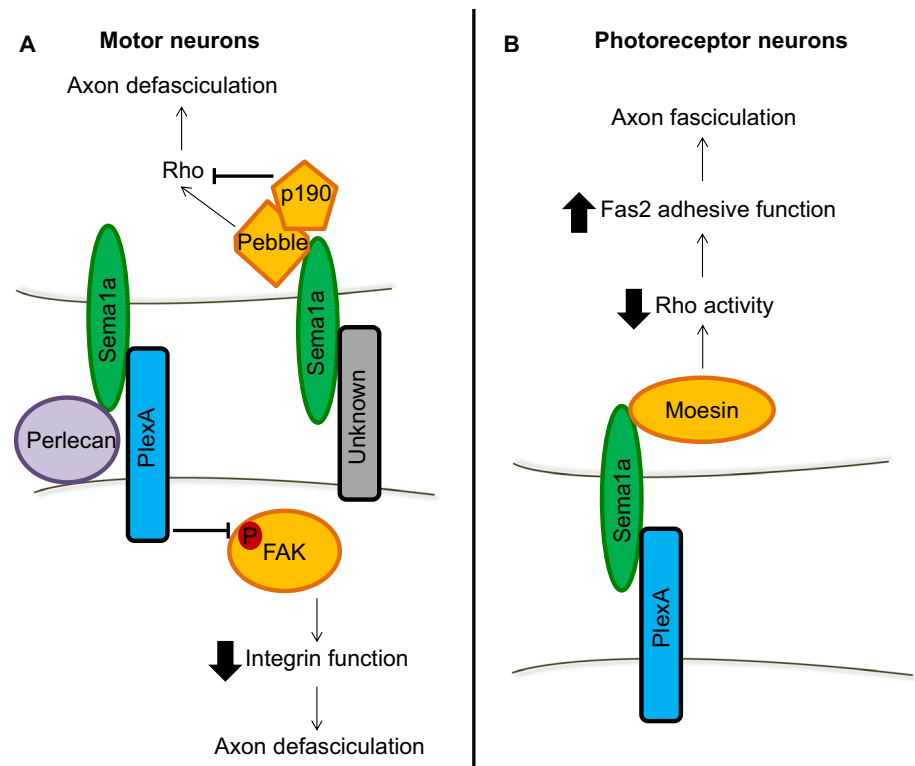 A
Motor neurons
Axon defasciculation
Rho
p190
Pebble
Sema1a
Sema1a
Perlecan
PlexA
Unknown
P
FAK
Integrin function
Axon defasciculation
B
Photoreceptor neurons
Axon fasciculation
Fas2 adhesive function
Rho activity
Moesin
Sema1a
PlexA